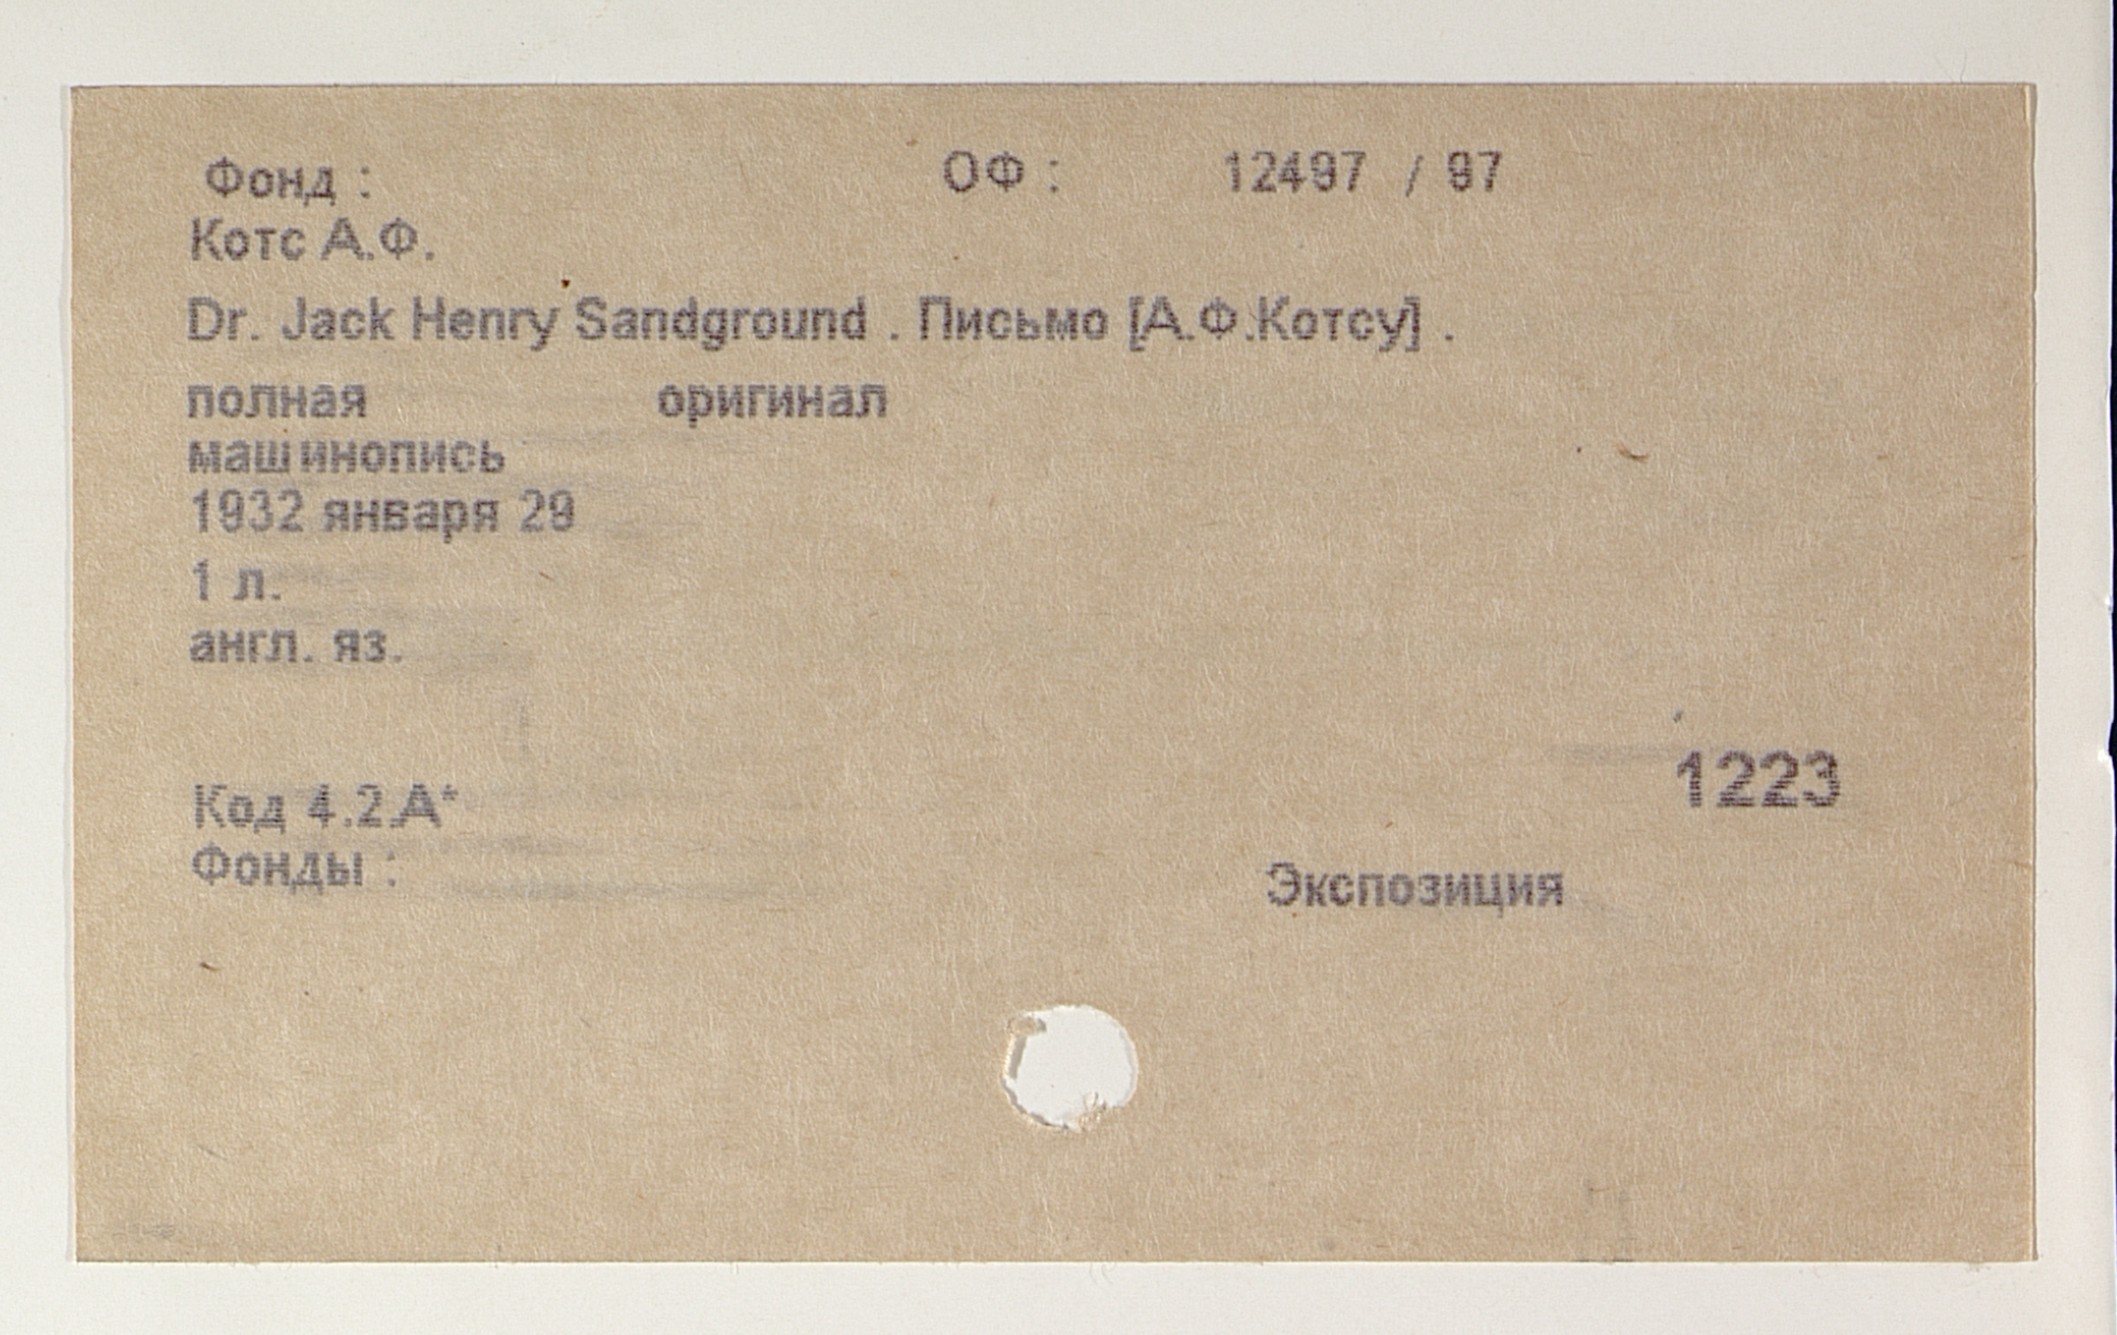 Фонд : ОФ : 12497 / 97
Котс А.Ф.
Dr. Jack Henry Sandground . Письмо [А.Ф.Котсу] .
полная оригинал
машинопись
1932 января 29
1 л.
англ. яз.
1223
Код 4.2.А*
Фонды :
Экспозиция